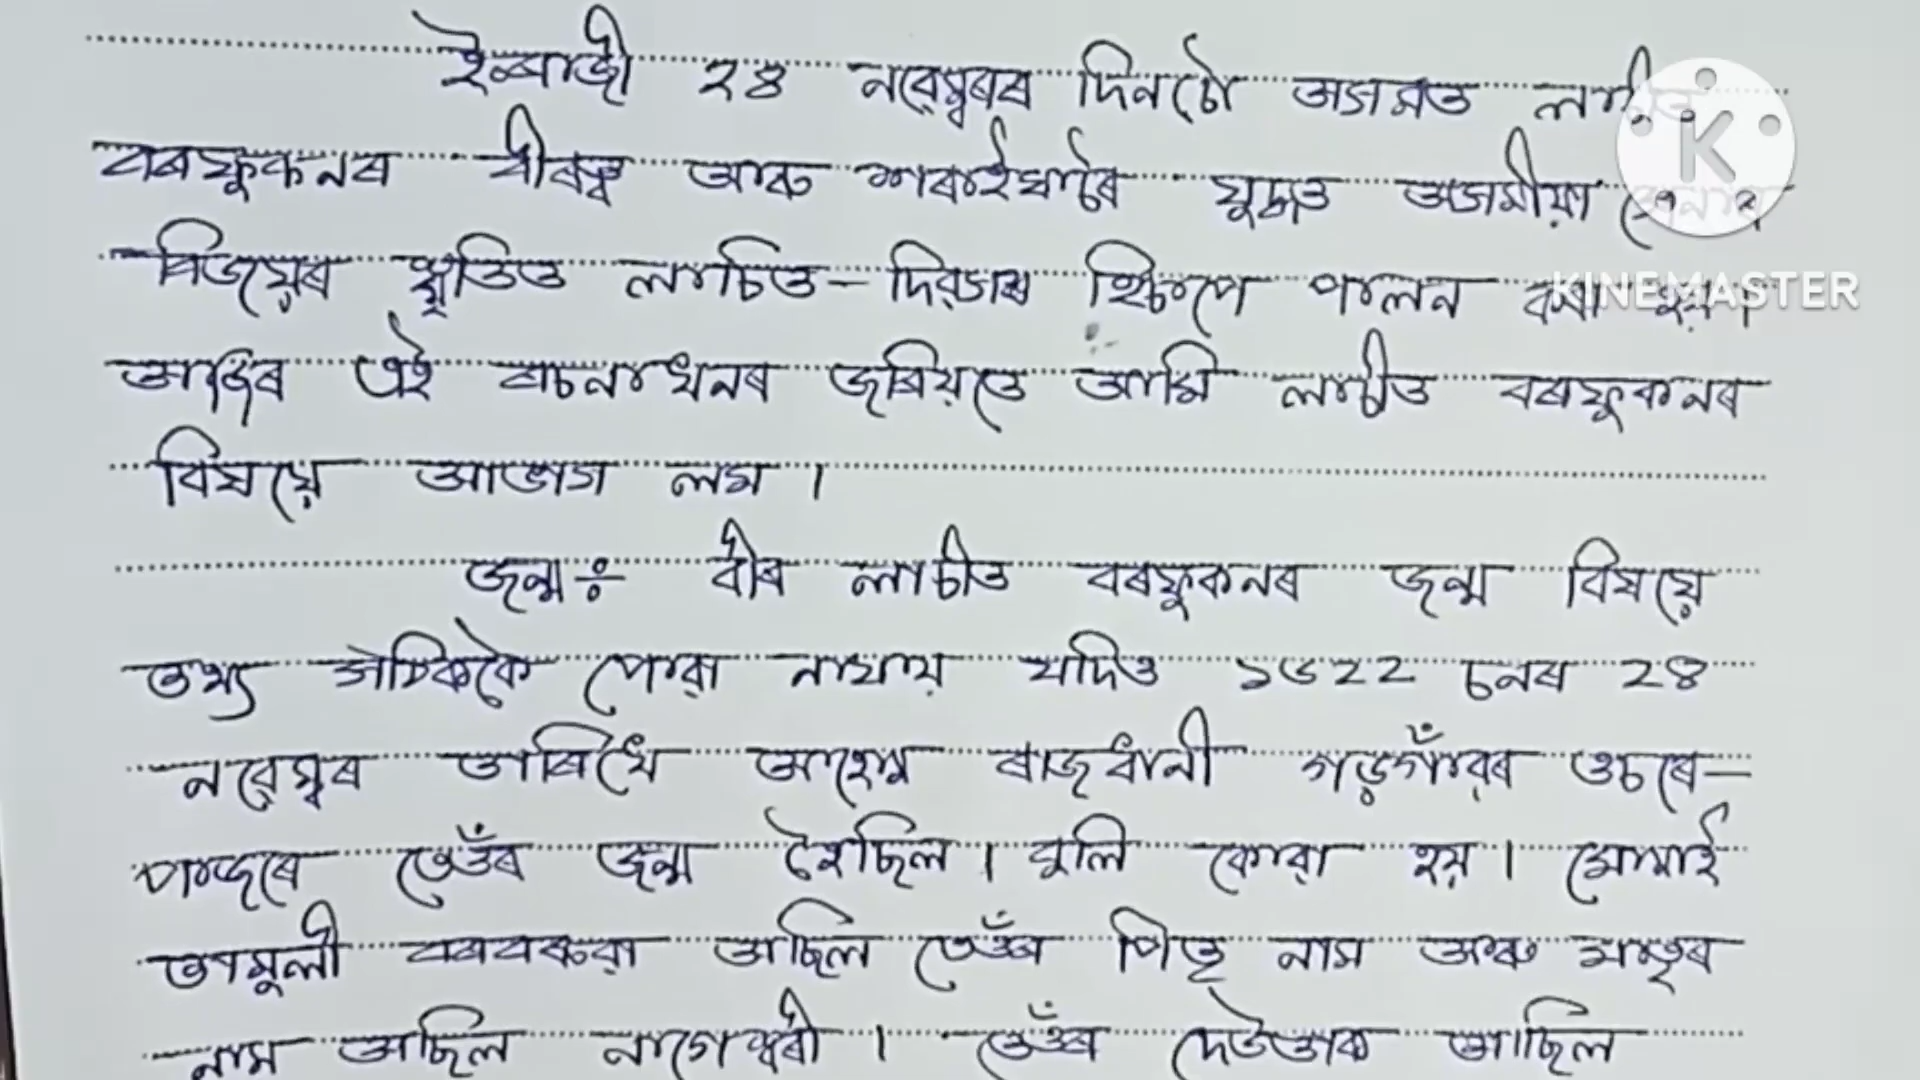 ইংৰাজী ২৪ নৱেম্বৰৰ দিনটো অসমত
বৰফুকনৰ বীৰত্ব আৰু শৰাইঘাটৰ যুদ্ধত অসমীয়া
বিজয়ৰ স্মৃতিত লাচিত-দিৱস হিচাপে পালন কৰা হয়।
আজিৰ এই ৰচনাখনৰ জৰিয়তে আমি লাচীত বৰফুকনৰ
বিষয়ে আভাস লম।
জন্ম ÷ বীৰ লাচীত বৰফুকনৰ জন্ম বিষয়ে
তথ্য সঠিককৈ পোৱা নাযায় যদিও ১৬২২ চনৰ ২৪
নৱেম্বৰ তাৰিখে আহোম ৰাজধানী গড়গাঁৱৰ ওচৰে-
পাজৰে তেওঁৰ জন্ম হৈছিল। বুলি কোৱা হয়। মোমাই
তামুলী বৰবৰুৱা আছিল তেওঁৰ পিতৃ নাম আৰু মাতৃৰ
নাম আছিল নাগেশ্বৰী। তেওঁৰ দেউতাক আছিল
KINEMASTER